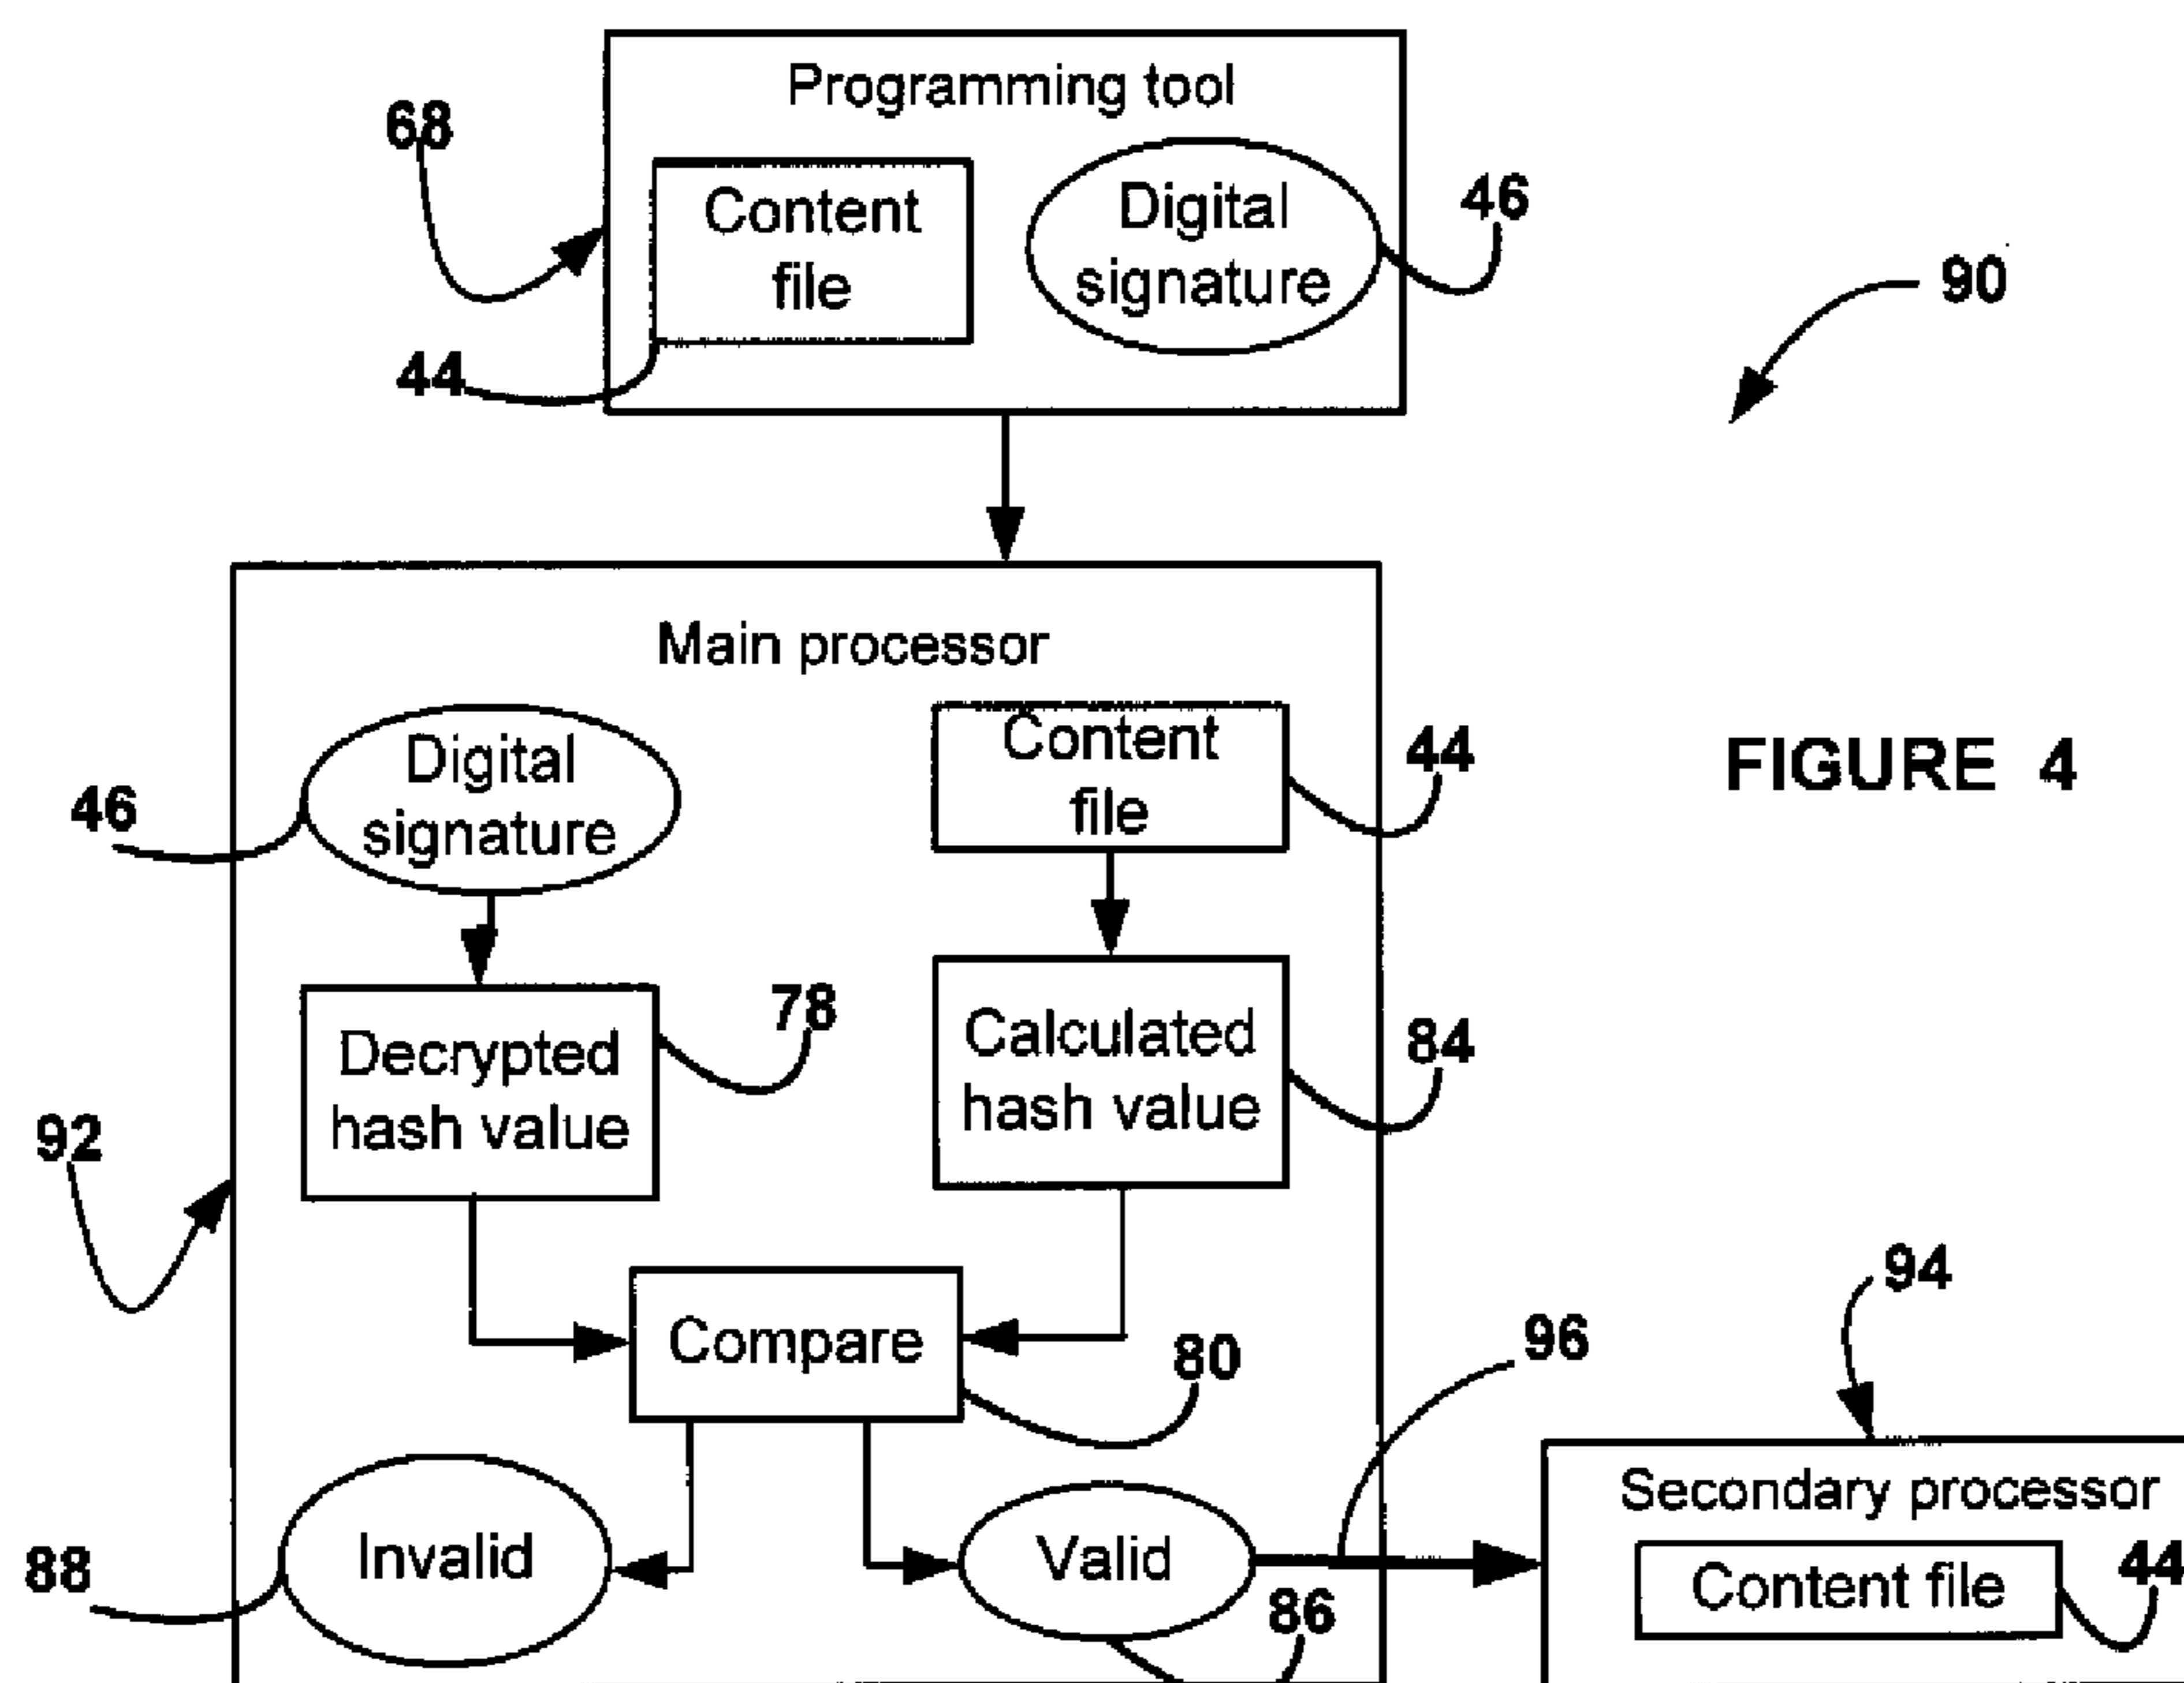 Programming tool
68
Content
file
Digital
signature
46
90
44
Main processor
Digital
signature
Content
file
44
FIGURE 4
46
78
Decrypted
hash value
Calculated
hash value
84
92
94
Compare
80
96
Secondary processor
Invalid
Valid
Content file
44
88
86